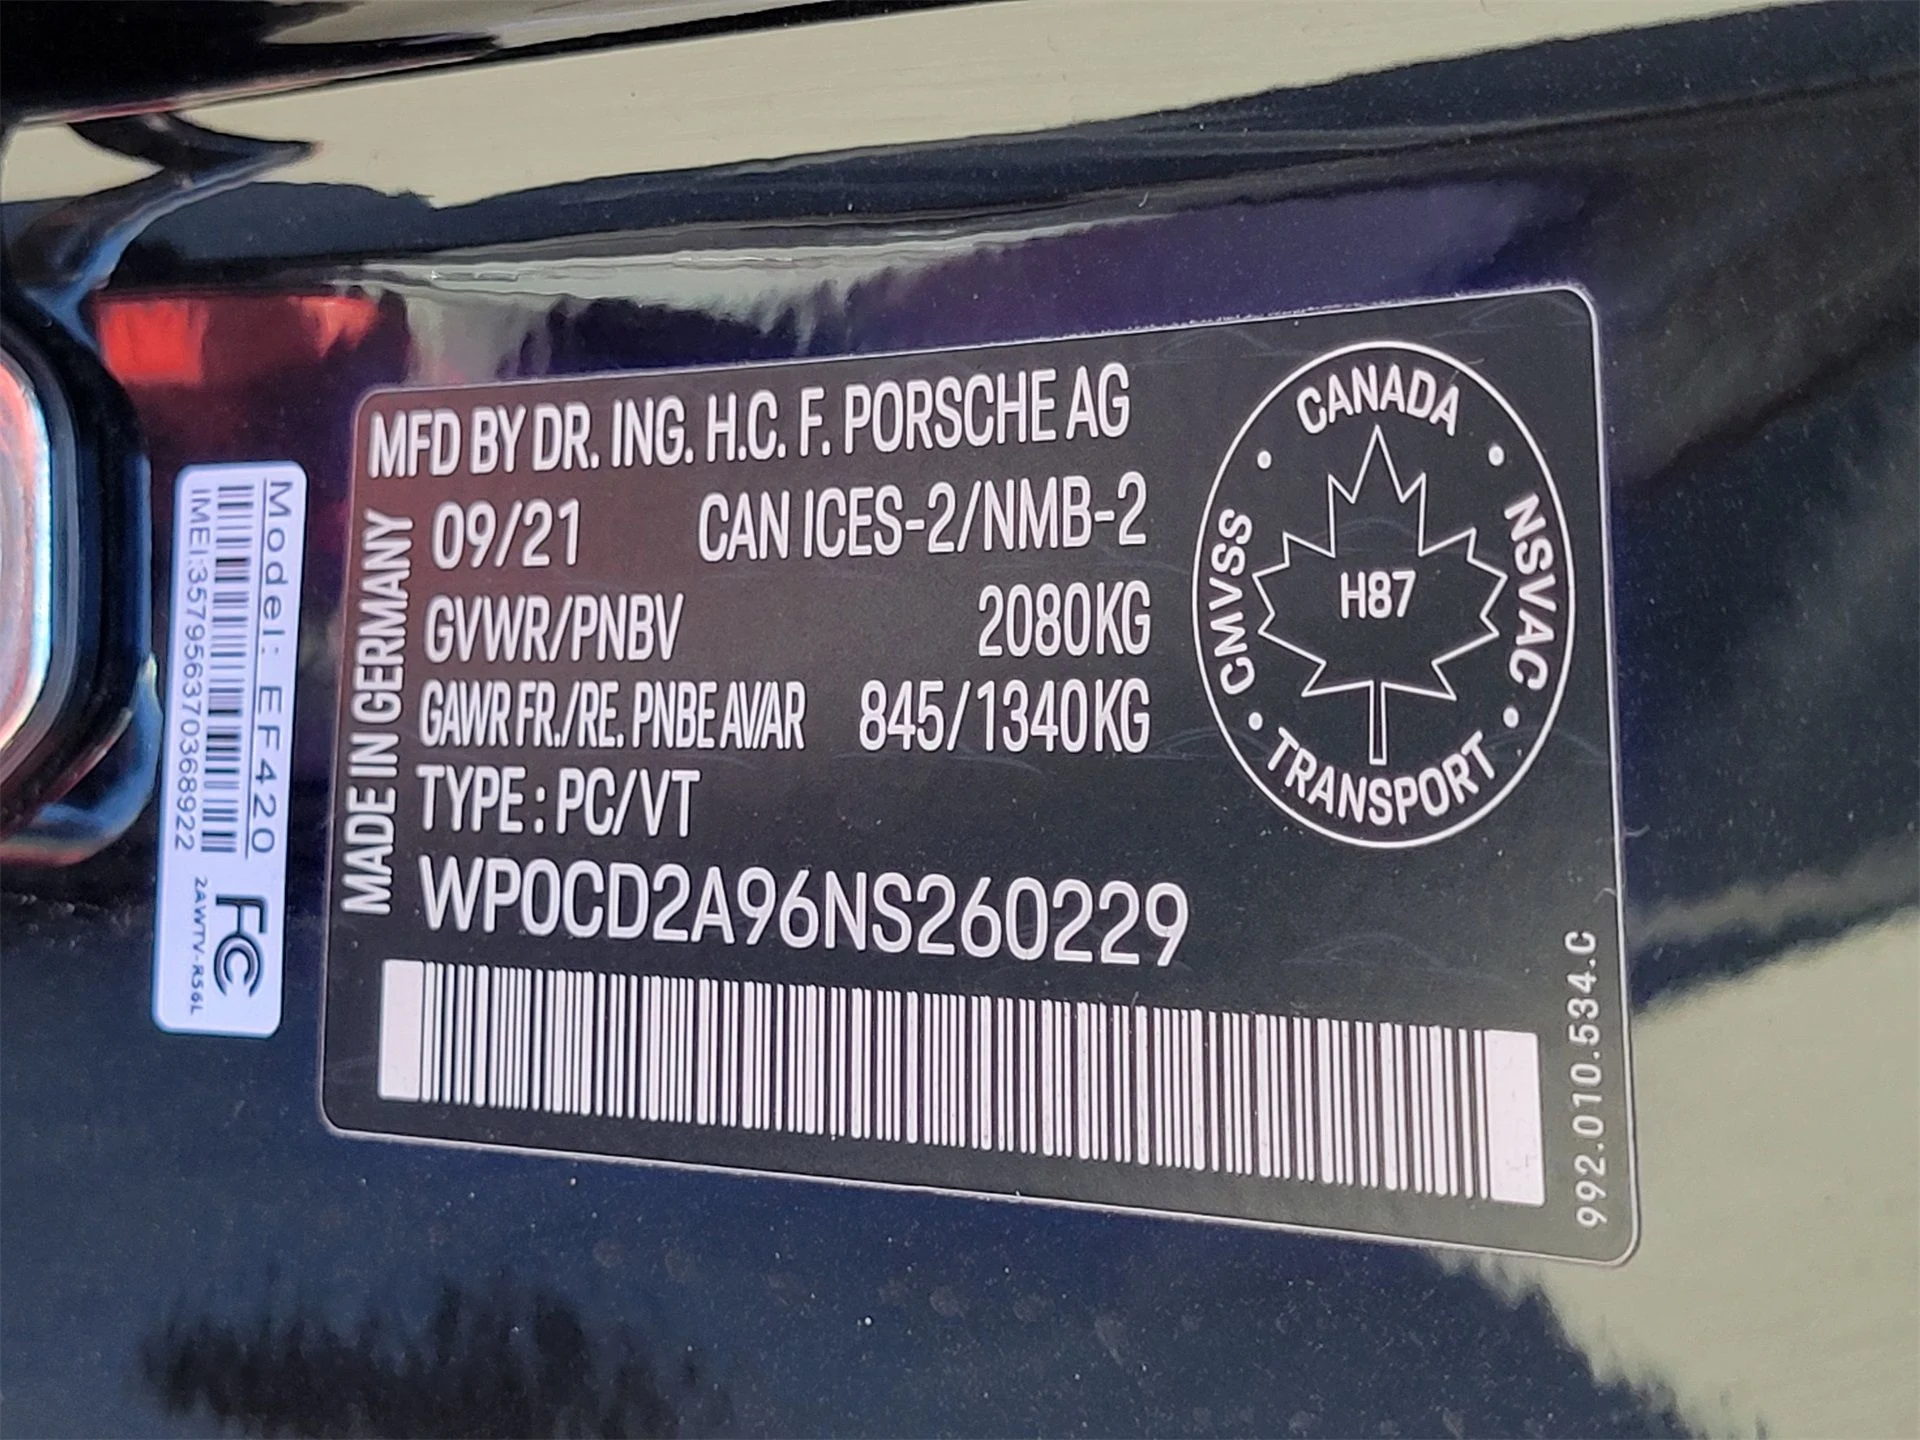 MFD BY DR. ING. H.C. F. PORSCHE AG
09/21 CAN ICES-2/NMB-2
GVWR/PNBV 2080KG
GAWR FR./RE. PNBE AV/AR 845/1340KG
TYPE: PC/VT
WP0CD2A96NS260229
MADE IN GERMANY
992.010.534.C
CANADA
NSVAC
TRANSPORT
CMVSS
H87
Model: EF420
IMEI:357956370368922
FC
2AWTV-RS6L